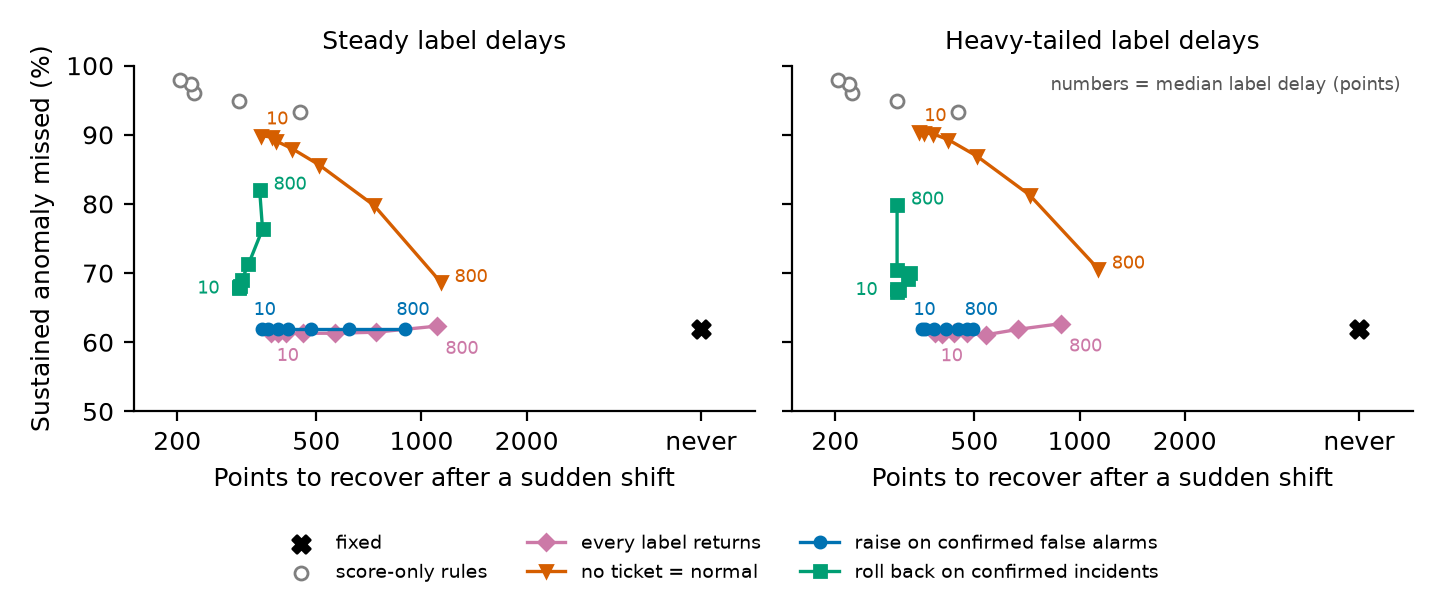 Steady label delays
Heavy-tailed label delays
Sustained anomaly missed (%)
100
90
80
70
60
50
10
800
800
10
10
800
10
800
numbers = median label delay (points)
10
800
800
10
10
800
10
800
200
500
1000
2000
never
200
500
1000
2000
never
Points to recover after a sudden shift
Points to recover after a sudden shift
fixed
every label returns
raise on confirmed false alarms
score-only rules
no ticket = normal
roll back on confirmed incidents